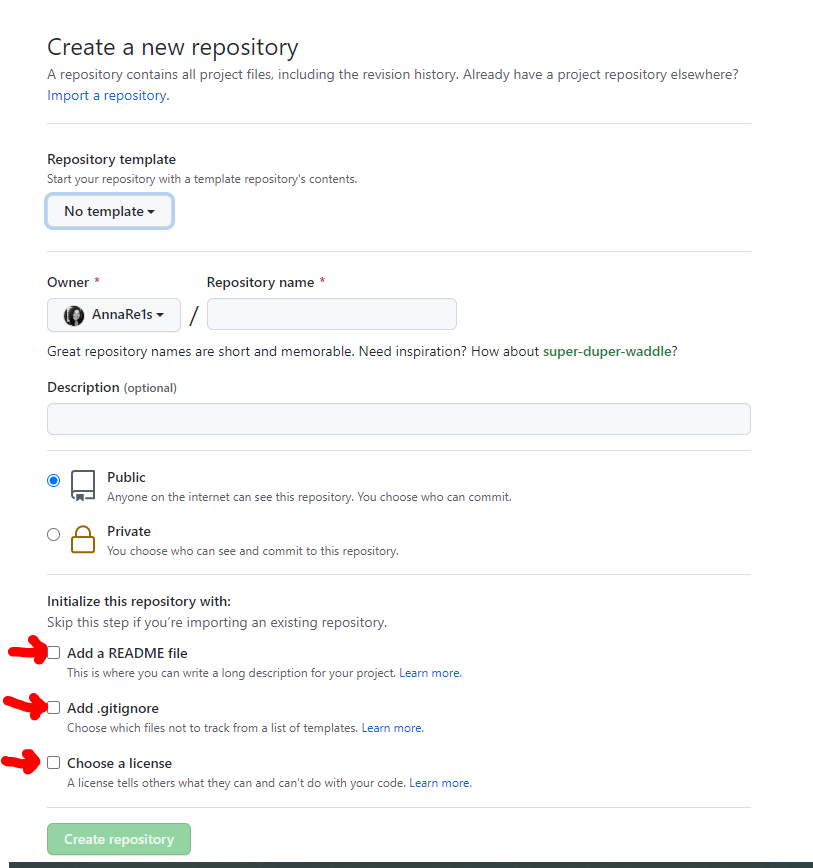 Create a new repository
A repository contains all project files, including the revision history. Already have a project repository elsewhere?
Import a repository.
Repository template
Start your repository with a template repository's contents.
No template
Owner *
Repository name *
AnnaRe1s
/
Great repository names are short and memorable. Need inspiration? How about super-duper-waddle?
Description (optional)
Public
Anyone on the internet can see this repository. You choose who can commit.
Private
You choose who can see and commit to this repository.
Initialize this repository with:
Skip this step if you're importing an existing repository.
Add a README file
This is where you can write a long description for your project. Learn more.
Add .gitignore
Choose which files not to track from a list of templates. Learn more.
Choose a license
A license tells others what they can and can't do with your code. Learn more.
Create repository